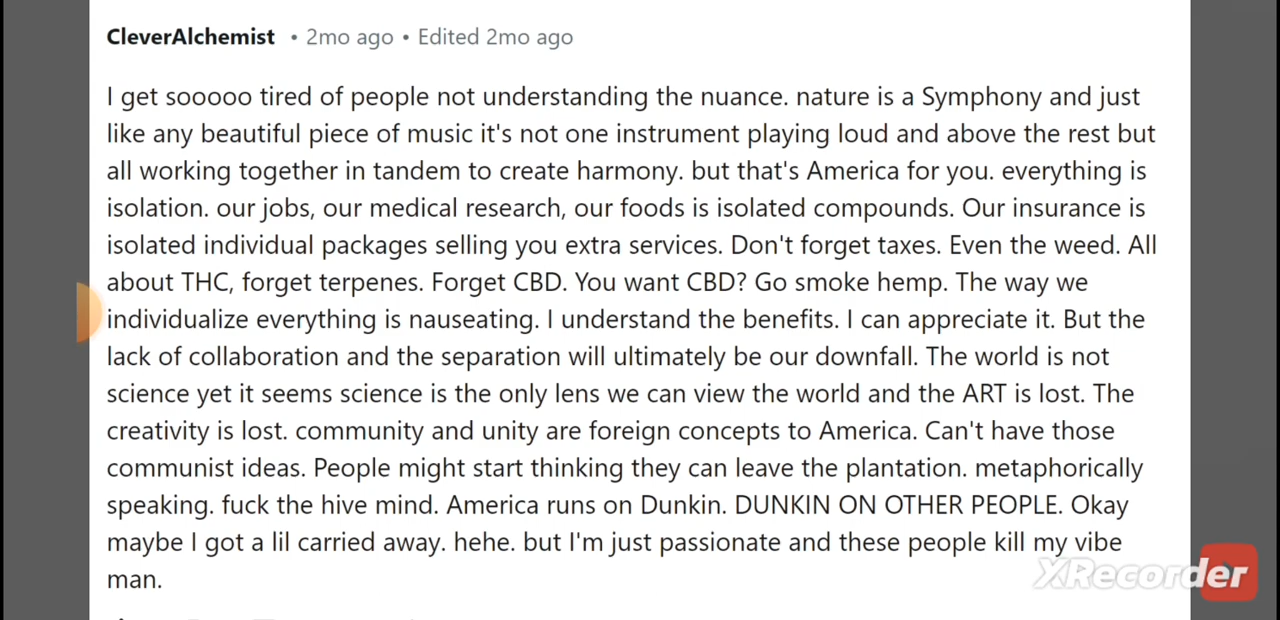 CleverAlchemist • 2mo ago • Edited 2mo ago
I get sooooo tired of people not understanding the nuance. nature is a Symphony and just
like any beautiful piece of music it's not one instrument playing loud and above the rest but
all working together in tandem to create harmony. but that's America for you. everything is
isolation. our jobs, our medical research, our foods is isolated compounds. Our insurance is
isolated individual packages selling you extra services. Don't forget taxes. Even the weed. All
about THC, forget terpenes. Forget CBD. You want CBD? Go smoke hemp. The way we
individualize everything is nauseating. I understand the benefits. I can appreciate it. But the
lack of collaboration and the separation will ultimately be our downfall. The world is not
science yet it seems science is the only lens we can view the world and the ART is lost. The
creativity is lost. community and unity are foreign concepts to America. Can't have those
communist ideas. People might start thinking they can leave the plantation. metaphorically
speaking. fuck the hive mind. America runs on Dunkin. DUNKIN ON OTHER PEOPLE. Okay
maybe I got a lil carried away. hehe. but I'm just passionate and these people kill my vibe
man.
XRecorder